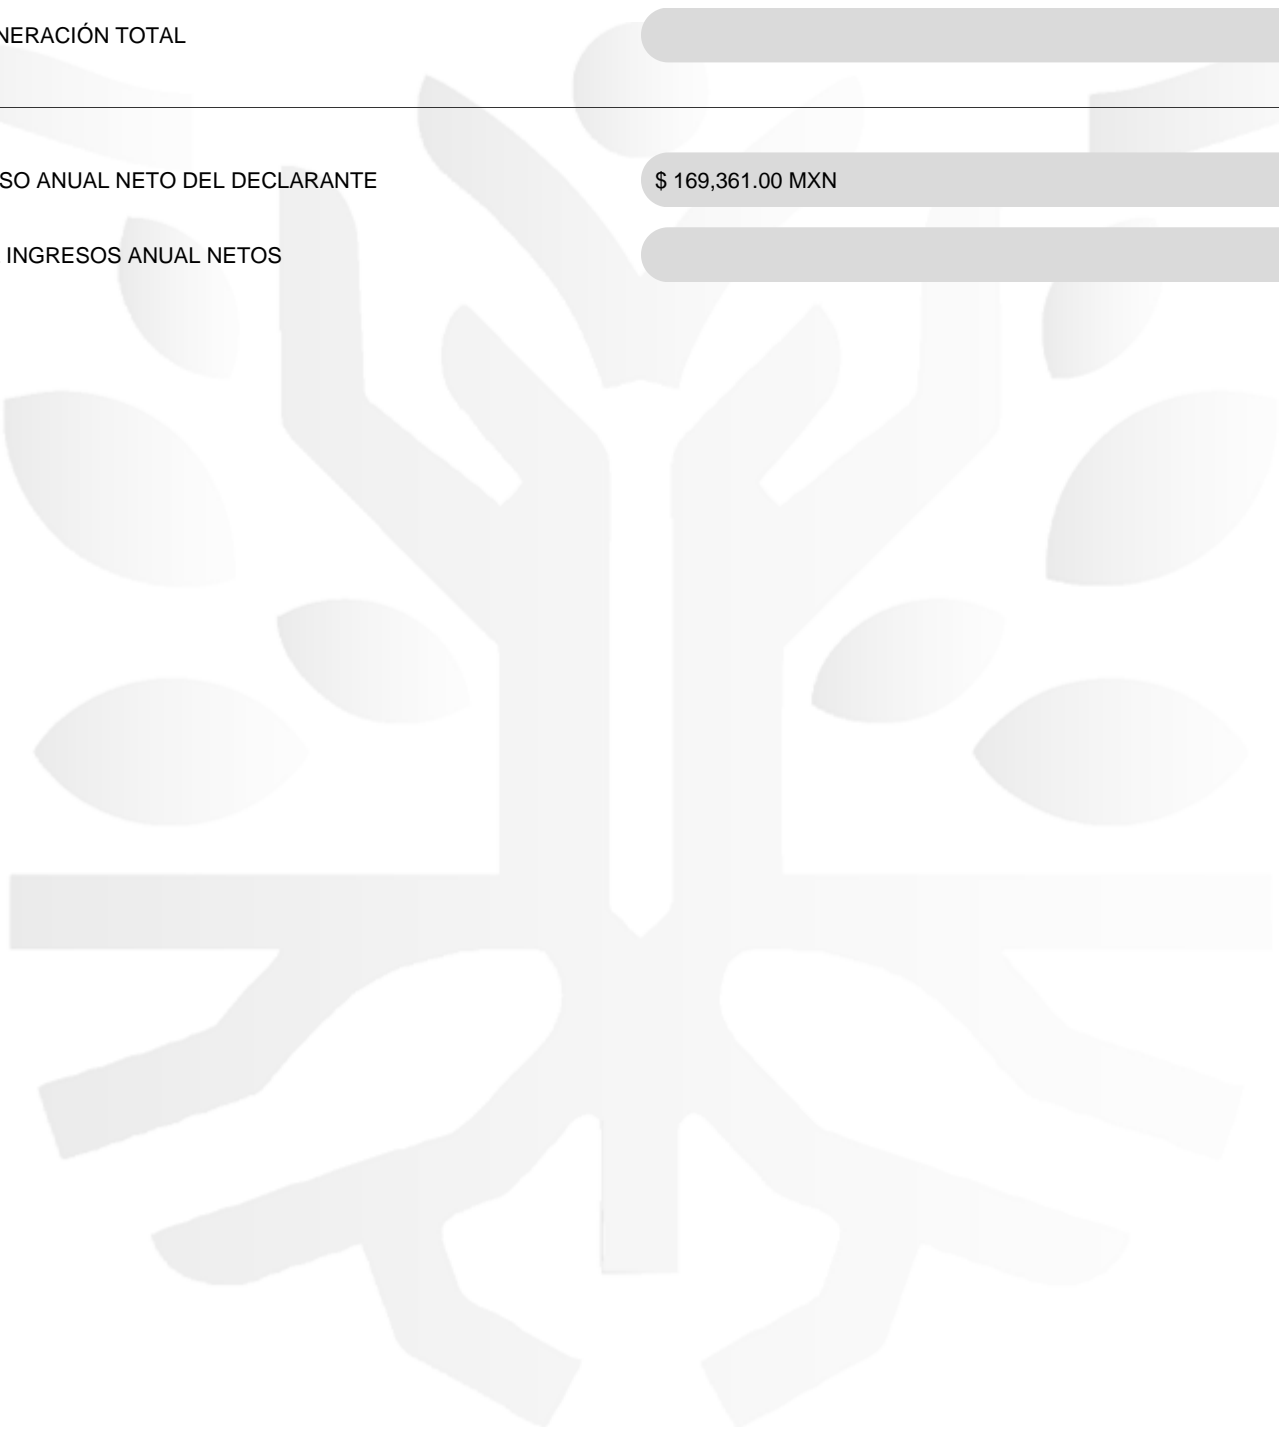 NERACIÓN TOTAL
SO ANUAL NETO DEL DECLARANTE $ 169,361.00 MXN
INGRESOS ANUAL NETOS